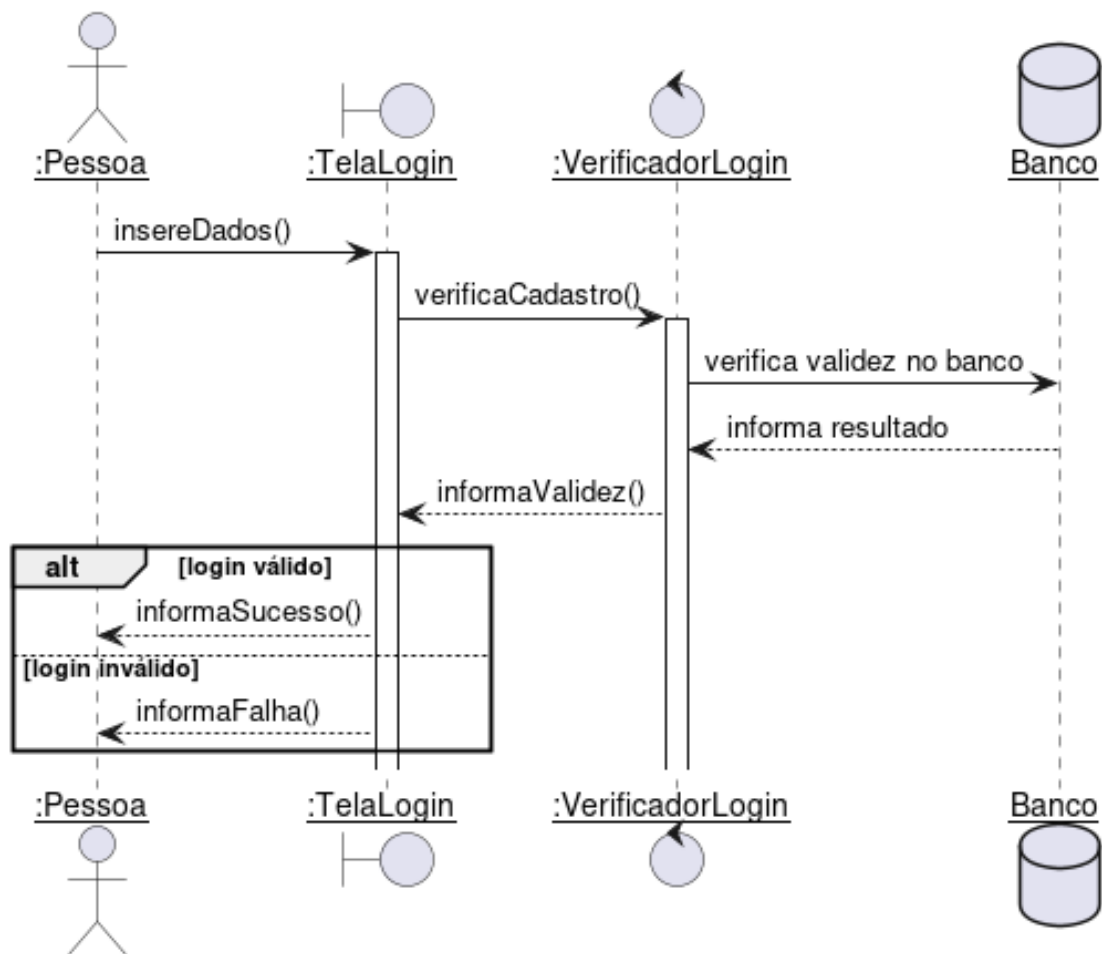 :Pessoa :TelaLogin :VerificadorLogin Banco
insereDados()
verificaCadastro()
verifica validez no banco
informa resultado
informaValidez()
alt [login válido]
informaSucesso()
[login inválido]
informaFalha()
:Pessoa :TelaLogin :VerificadorLogin Banco